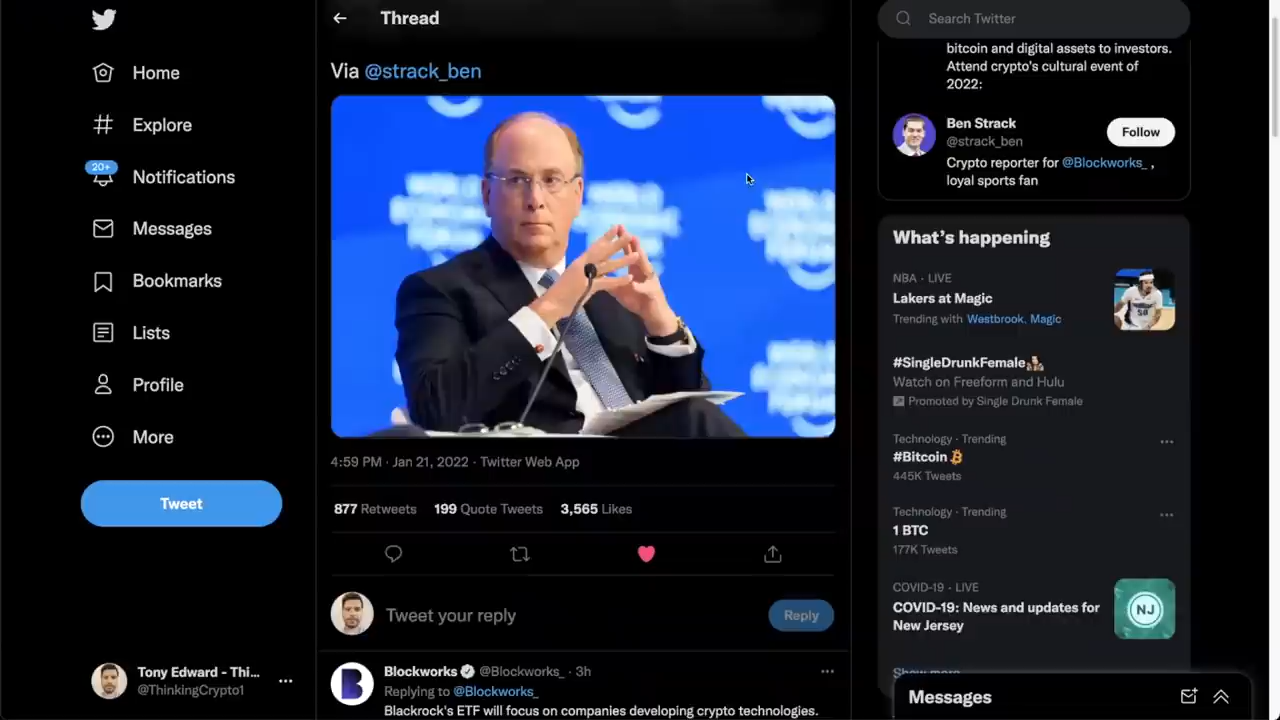 Home
Explore
20+
Notifications
Messages
Bookmarks
Lists
Profile
More
Tweet
Tony Edward - Thi...
@ThinkingCrypto1
Thread
Via @strack_ben
4:59 PM · Jan 21, 2022 · Twitter Web App
877 Retweets 199 Quote Tweets 3,565 Likes
Tweet your reply
Reply
Blockworks @Blockworks_ · 3h
Replying to @Blockworks_
Blackrock's ETF will focus on companies developing crypto technologies.
Search Twitter
bitcoin and digital assets to investors.
Attend crypto's cultural event of
2022:
Ben Strack
@strack_ben
Follow
Crypto reporter for @Blockworks_ ,
loyal sports fan
What's happening
NBA · LIVE
Lakers at Magic
Trending with Westbrook, Magic
#SingleDrunkFemale
Watch on Freeform and Hulu
Promoted by Single Drunk Female
Technology · Trending
#Bitcoin
445K Tweets
Technology · Trending
1 BTC
177K Tweets
COVID-19 · LIVE
COVID-19: News and updates for
New Jersey
NJ
Show more
Messages